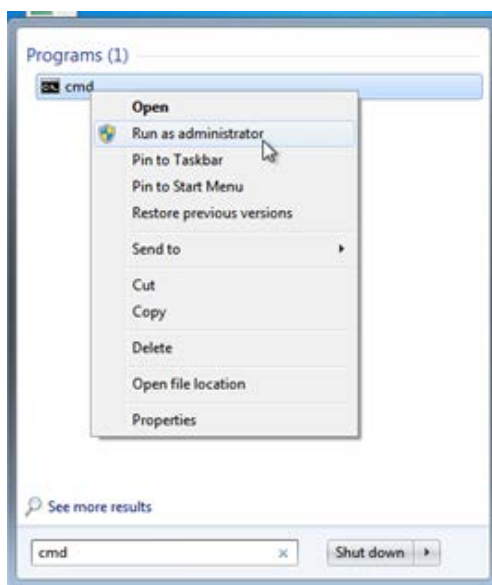 Programs (1)
cmd
Open
Run as administrator
Pin to Taskbar
Pin to Start Menu
Restore previous versions
Send to
Cut
Copy
Delete
Open file location
Properties
See more results
cmd
Shut down